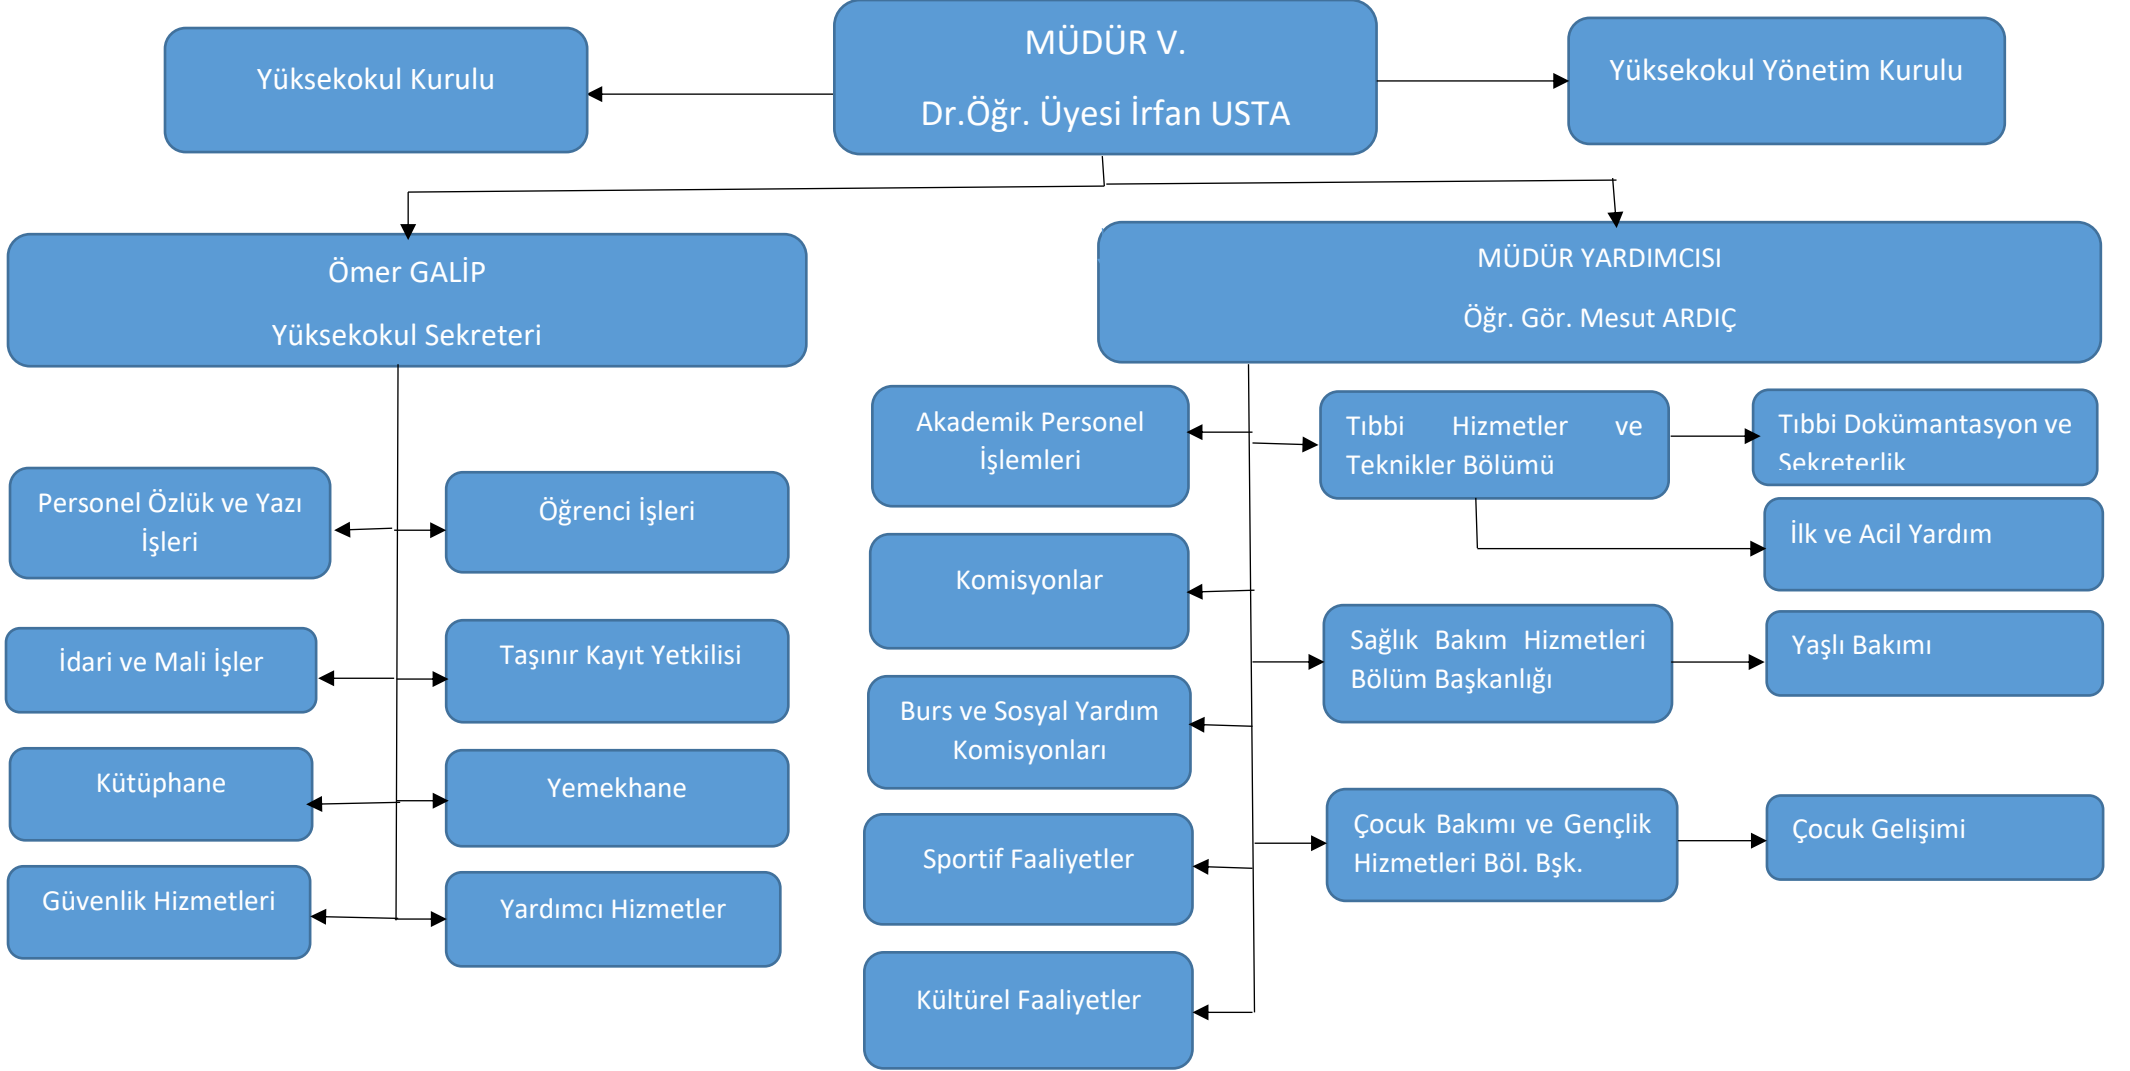 Yüksekokul Kurulu
MÜDÜR V.
Dr.Öğr. Üyesi İrfan USTA
Yüksekokul Yönetim Kurulu
Ömer GALİP
Yüksekokul Sekreteri
MÜDÜR YARDIMCISI
Öğr. Gör. Mesut ARDIÇ
Personel Özlük ve Yazı
İşleri
Öğrenci İşleri
İdari ve Mali İşler
Taşınır Kayıt Yetkilisi
Kütüphane
Yemekhane
Güvenlik Hizmetleri
Yardımcı Hizmetler
Akademik Personel
İşlemleri
Komisyonlar
Burs ve Sosyal Yardım
Komisyonları
Sportif Faaliyetler
Kültürel Faaliyetler
Tıbbi Hizmetler ve
Teknikler Bölümü
Tıbbi Dokümantasyon ve
Sekreterlik
İlk ve Acil Yardım
Sağlık Bakım Hizmetleri
Bölüm Başkanlığı
Yaşlı Bakımı
Çocuk Bakımı ve Gençlik
Hizmetleri Böl. Bşk.
Çocuk Gelişimi